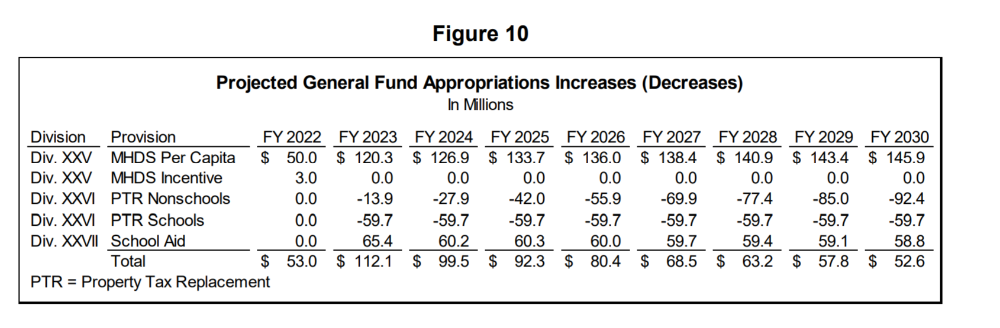 Figure 10
Projected General Fund Appropriations Increases (Decreases)
In Millions
Division Provision FY 2022 FY 2023 FY 2024 FY 2025 FY 2026 FY 2027 FY 2028 FY 2029 FY 2030
Div. XXV MHDS Per Capita $ 50.0 $ 120.3 $ 126.9 $ 133.7 $ 136.0 $ 138.4 $ 140.9 $ 143.4 $ 145.9
Div. XXV MHDS Incentive 3.0 0.0 0.0 0.0 0.0 0.0 0.0 0.0 0.0
Div. XXVI PTR Nonschools 0.0 -13.9 -27.9 -42.0 -55.9 -69.9 -77.4 -85.0 -92.4
Div. XXVI PTR Schools 0.0 -59.7 -59.7 -59.7 -59.7 -59.7 -59.7 -59.7 -59.7
Div. XXVII School Aid 0.0 65.4 60.2 60.3 60.0 59.7 59.4 59.1 58.8
Total $ 53.0 $ 112.1 $ 99.5 $ 92.3 $ 80.4 $ 68.5 $ 63.2 $ 57.8 $ 52.6
PTR = Property Tax Replacement